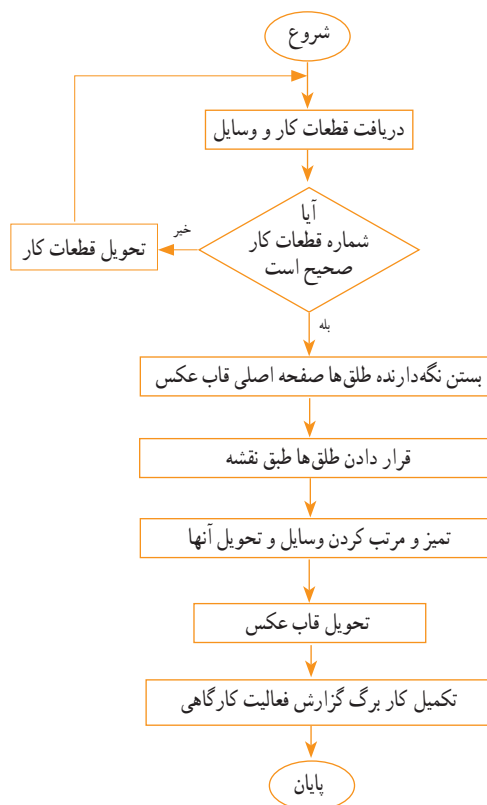 شروع
دریافت قطعات کار و وسایل
آیا
شماره قطعات کار
صحیح است
خیر
تحویل قطعات کار
بله
بستن نگه‌دارنده طلق‌ها صفحه اصلی قاب عکس
قرار دادن طلق‌ها طبق نقشه
تمیز و مرتب کردن وسایل و تحویل آنها
تحویل قاب عکس
تکمیل کار برگ گزارش فعالیت کارگاهی
پایان